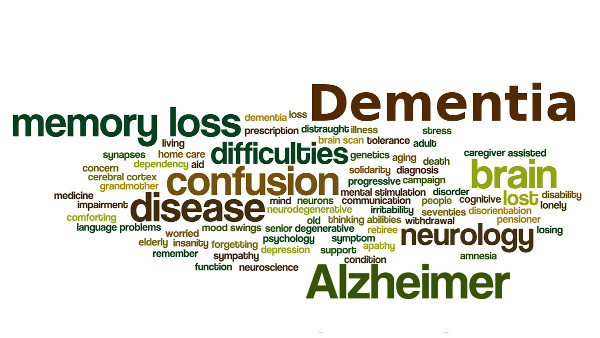 Dementia
memory loss
dementia loss
prescription distraught illness stress
living brain scan tolerance adult
synapses home care difficulties genetics aging death caregiver assisted
concern dependency aid solidarity diagnosis brain
cerebral cortex confusion progressive campaign
grandmother mental stimulation disorder disability
medicine disease mind neurons communication people cognitive lost lonely
impairment neurodegenerative irritability seventies disorientation
comforting old thinking abilities withdrawal pensioner
language problems mood swings senior degenerative retiree neurology losing
worried
elderly insanity forgetting psychology symptom apathy
remember sympathy depression support amnesia
condition
function neuroscience Alzheimer